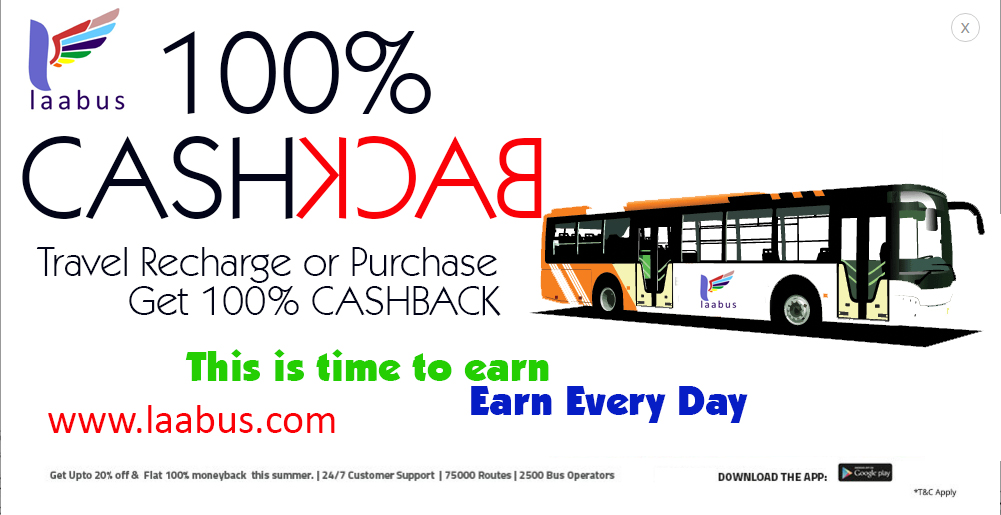 laabus
100%
CASHBACK
Travel Recharge or Purchase
Get 100% CASHBACK
laabus
This is time to earn
Earn Every Day
www.laabus.com
Get Upto 20% off & Flat 100% moneyback this summer. | 24/7 Customer Support | 75000 Routes | 2500 Bus Operators
DOWNLOAD THE APP:
Google play
*T&C Apply
X